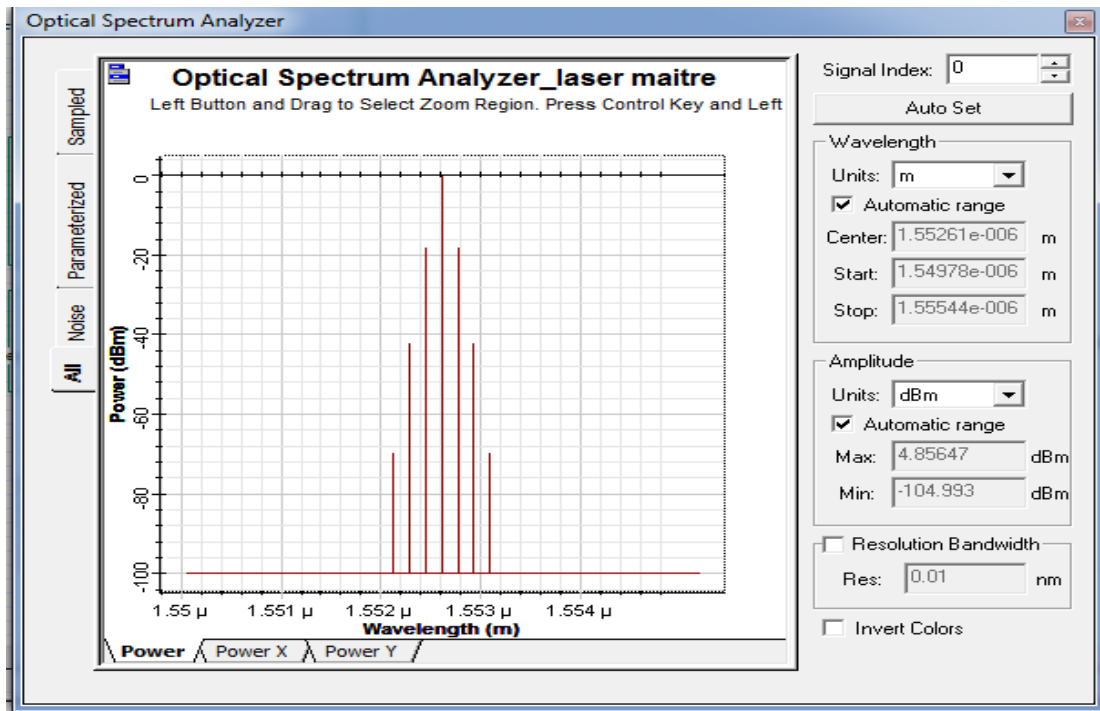 Optical Spectrum Analyzer
Sampled
Parameterized
Noise
All
Optical Spectrum Analyzer_laser maitre
Left Button and Drag to Select Zoom Region. Press Control Key and Left
Power (dBm)
0
-20
-40
-60
-80
-100
1.55 µ 1.551 µ 1.552 µ 1.553 µ 1.554 µ
Wavelength (m)
Power Power X Power Y
Signal Index: 0
Auto Set
Wavelength
Units: m
Automatic range
Center: 1.55261e-006 m
Start: 1.54978e-006 m
Stop: 1.55544e-006 m
Amplitude
Units: dBm
Automatic range
Max: 4.85647 dBm
Min: -104.993 dBm
Resolution Bandwidth
Res: 0.01 nm
Invert Colors